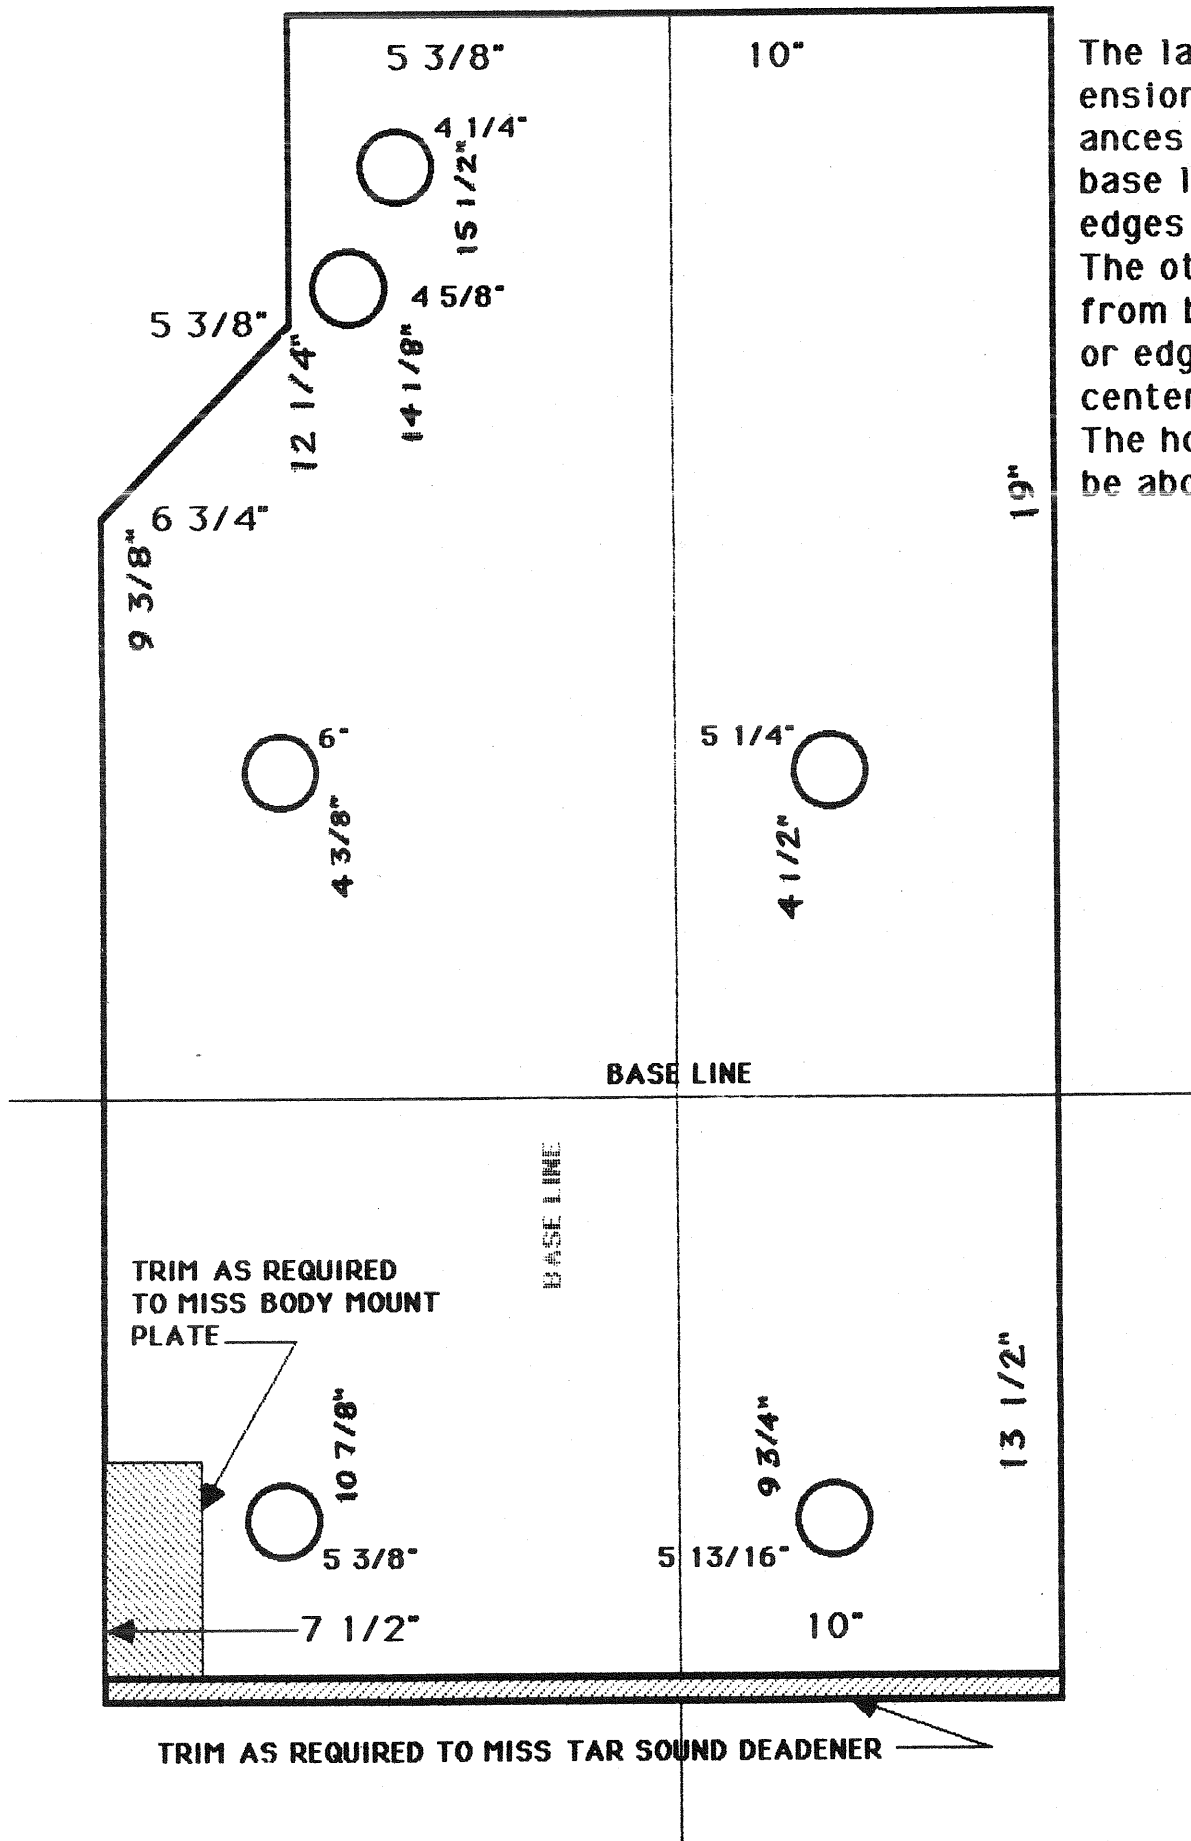 5 3/8"
10"
The la
ension
ances
base l
edges
The ot
from b
or edg
center
The ho
be abo
4 1/4"
15 1/2"
4 5/8"
14 1/8"
5 3/8"
12 1/4"
6 3/4"
9 3/8"
19"
6"
4 3/8"
5 1/4"
4 1/2"
BASE LINE
BASE LINE
TRIM AS REQUIRED
TO MISS BODY MOUNT
PLATE
10 7/8"
5 3/8"
9 3/4"
5 13/16"
13 1/2"
7 1/2"
10"
TRIM AS REQUIRED TO MISS TAR SOUND DEADENER